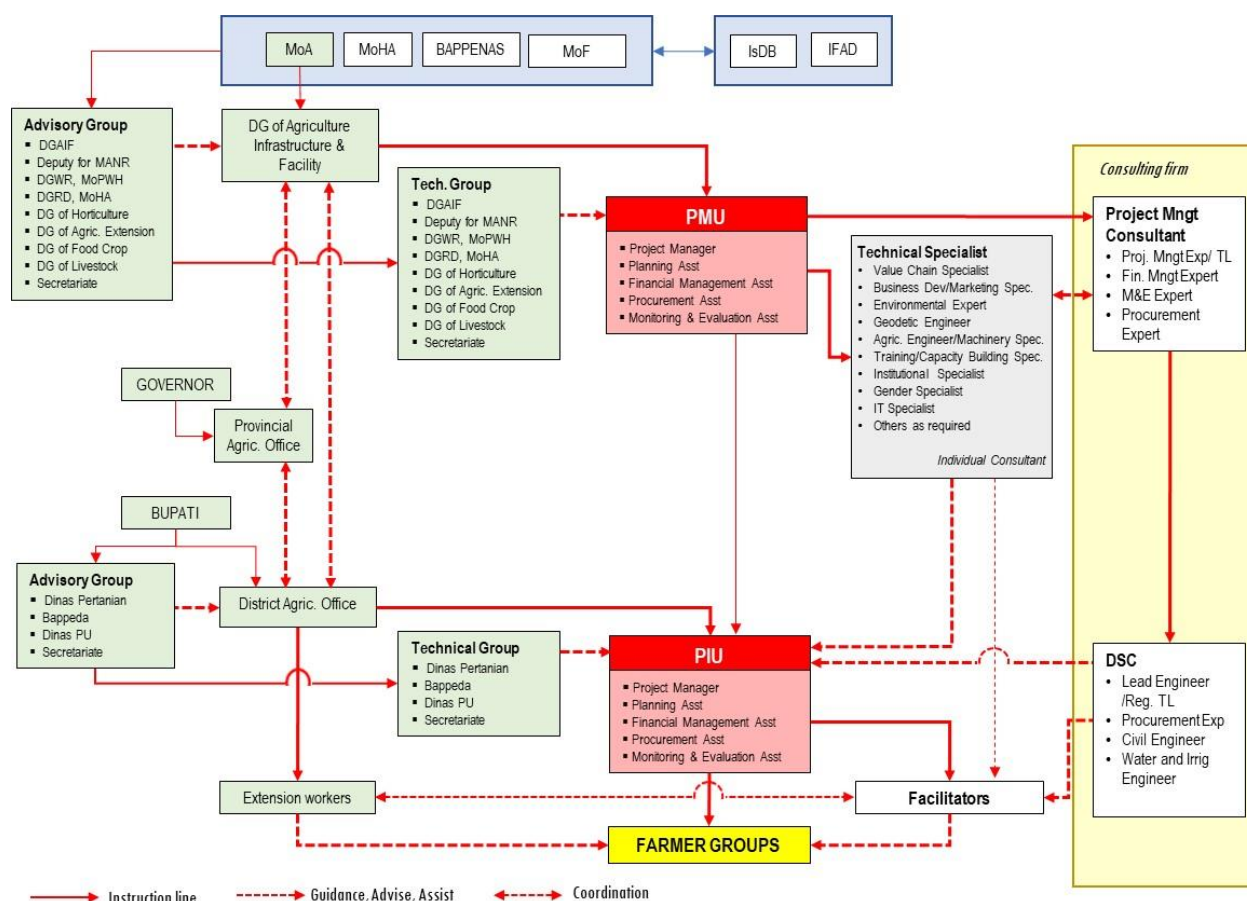 MoA
MoHA
BAPPENAS
MoF
IsDB
IFAD
Advisory Group
▪ DGAIF
▪ Deputy for MANR
▪ DGWR, MoPWH
▪ DGRD, MoHA
▪ DG of Horticulture
▪ DG of Agric. Extension
▪ DG of Food Crop
▪ DG of Livestock
▪ Secretariate
DG of Agriculture
Infrastructure &
Facility
Tech. Group
▪ DGAIF
▪ Deputy for MANR
▪ DGWR, MoPWH
▪ DGRD, MoHA
▪ DG of Horticulture
▪ DG of Agric. Extension
▪ DG of Food Crop
▪ DG of Livestock
▪ Secretariate
PMU
▪ Project Manager
▪ Planning Asst
▪ Financial Management Asst
▪ Procurement Asst
▪ Monitoring & Evaluation Asst
Technical Specialist
• Value Chain Specialist
• Business Dev/Marketing Spec.
• Environmental Expert
• Geodetic Engineer
• Agric. Engineer/Machinery Spec.
• Training/Capacity Building Spec.
• Institutional Specialist
• Gender Specialist
• IT Specialist
• Others as required
Individual Consultant
Consulting firm
Project Mngt
Consultant
• Proj. MngtExp/ TL
• Fin. MngtExpert
• M&E Expert
• Procurement
Expert
GOVERNOR
Provincial
Agric. Office
BUPATI
Advisory Group
▪ Dinas Pertanian
▪ Bappeda
▪ Dinas PU
▪ Secretariate
District Agric. Office
Technical Group
▪ Dinas Pertanian
▪ Bappeda
▪ Dinas PU
▪ Secretariate
PIU
▪ Project Manager
▪ Planning Asst
▪ Financial Management Asst
▪ Procurement Asst
▪ Monitoring & Evaluation Asst
DSC
• Lead Engineer
/Reg. TL
• ProcurementExp
• Civil Engineer
• Water and Irrig
Engineer
Extension workers
Facilitators
FARMER GROUPS
Instruction line
Guidance, Advise, Assist
Coordination